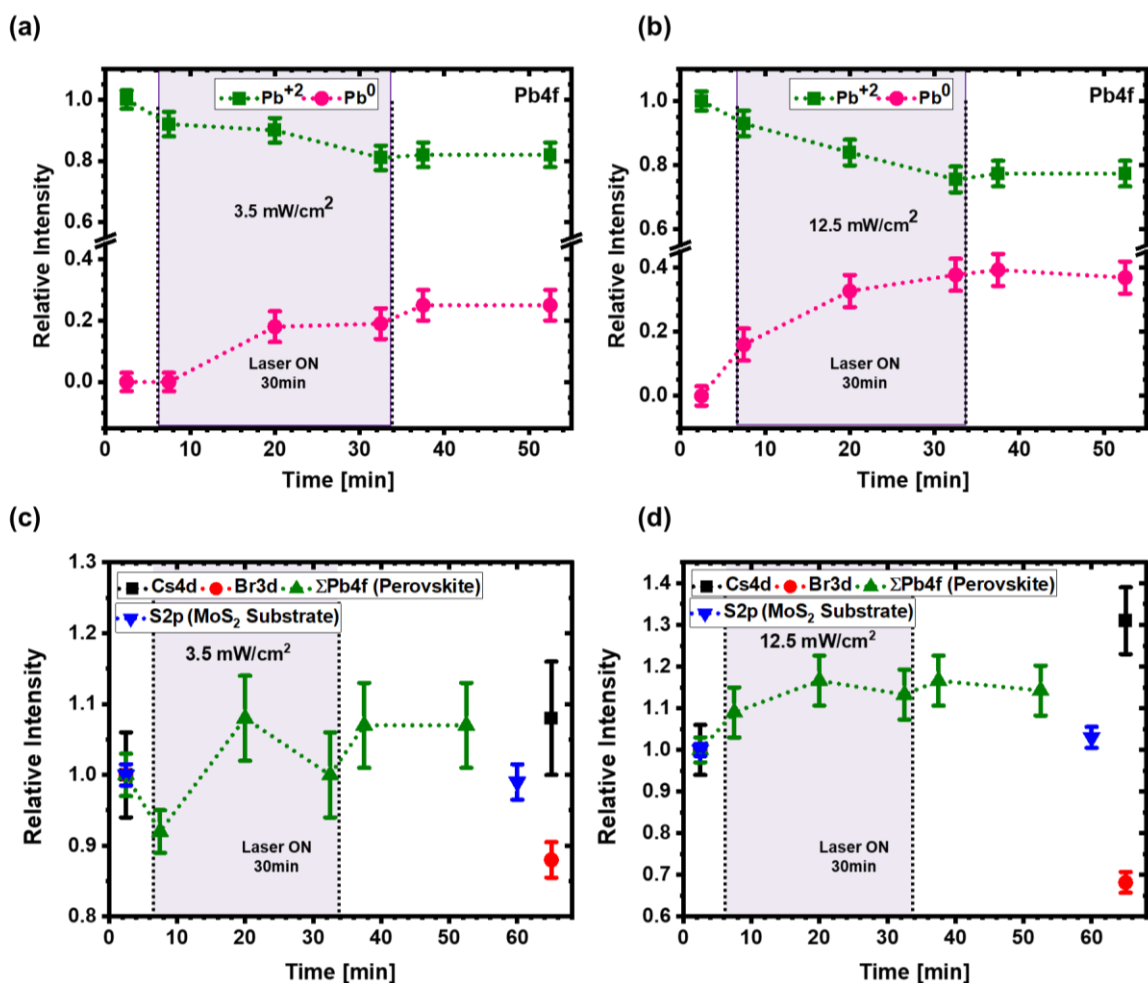 (a)
Pb+2 Pb0
Pb4f
1.0
0.8
0.6
0.4
0.2
0.0
Relative Intensity
3.5 mW/cm2
Laser ON
30min
0 10 20 30 40 50
Time [min]
(b)
Pb+2 Pb0
Pb4f
1.0
0.8
0.6
0.4
0.2
0.0
Relative Intensity
12.5 mW/cm2
Laser ON
30min
0 10 20 30 40 50
Time [min]
(c)
Cs4d Br3d ΣPb4f (Perovskite)
S2p (MoS2 Substrate)
3.5 mW/cm2
1.3
1.2
1.1
1.0
0.9
0.8
Relative Intensity
Laser ON
30min
0 10 20 30 40 50 60
Time [min]
(d)
Cs4d Br3d ΣPb4f (Perovskite)
S2p (MoS2 Substrate)
12.5 mW/cm2
1.4
1.3
1.2
1.1
1.0
0.9
0.8
0.7
0.6
Relative Intensity
Laser ON
30min
0 10 20 30 40 50 60
Time [min]